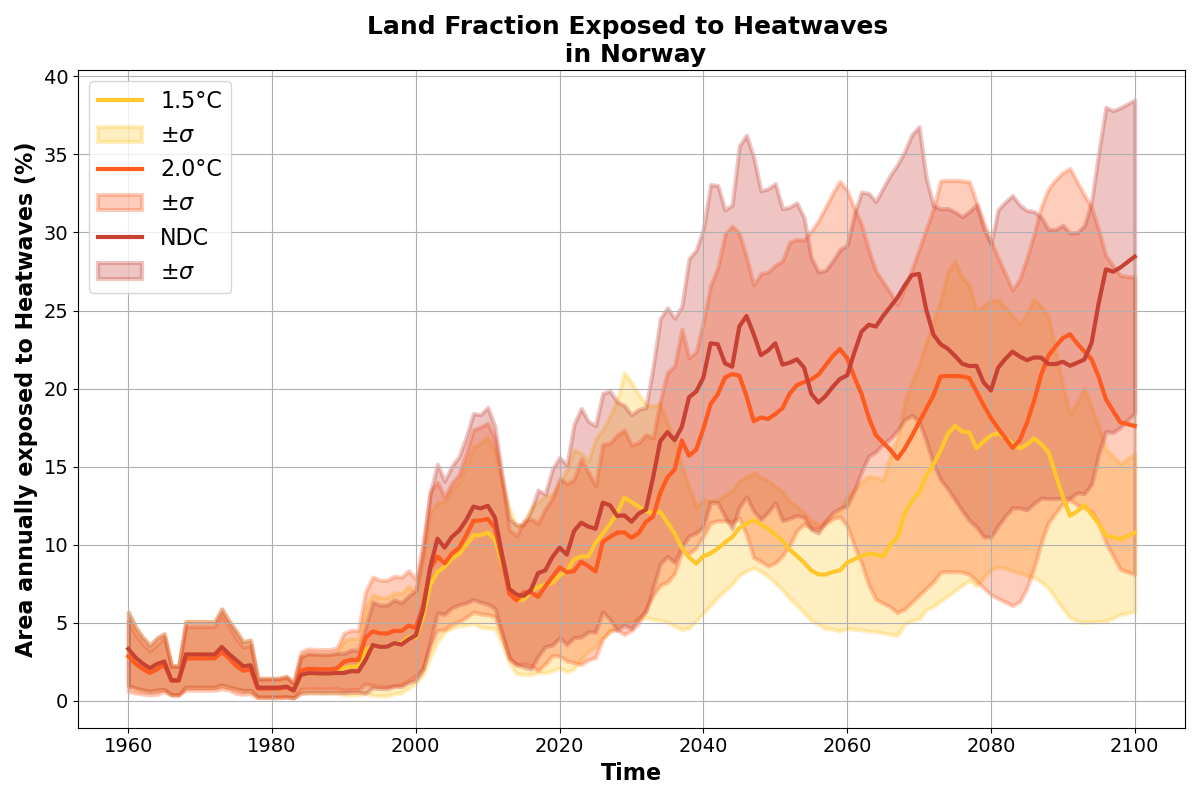 Land Fraction Exposed to Heatwaves
in Norway
Area annually exposed to Heatwaves (%)
40
35
30
25
20
15
10
5
0
1.5°C
±σ
2.0°C
±σ
NDC
±σ
1960
1980
2000
2020
2040
2060
2080
2100
Time